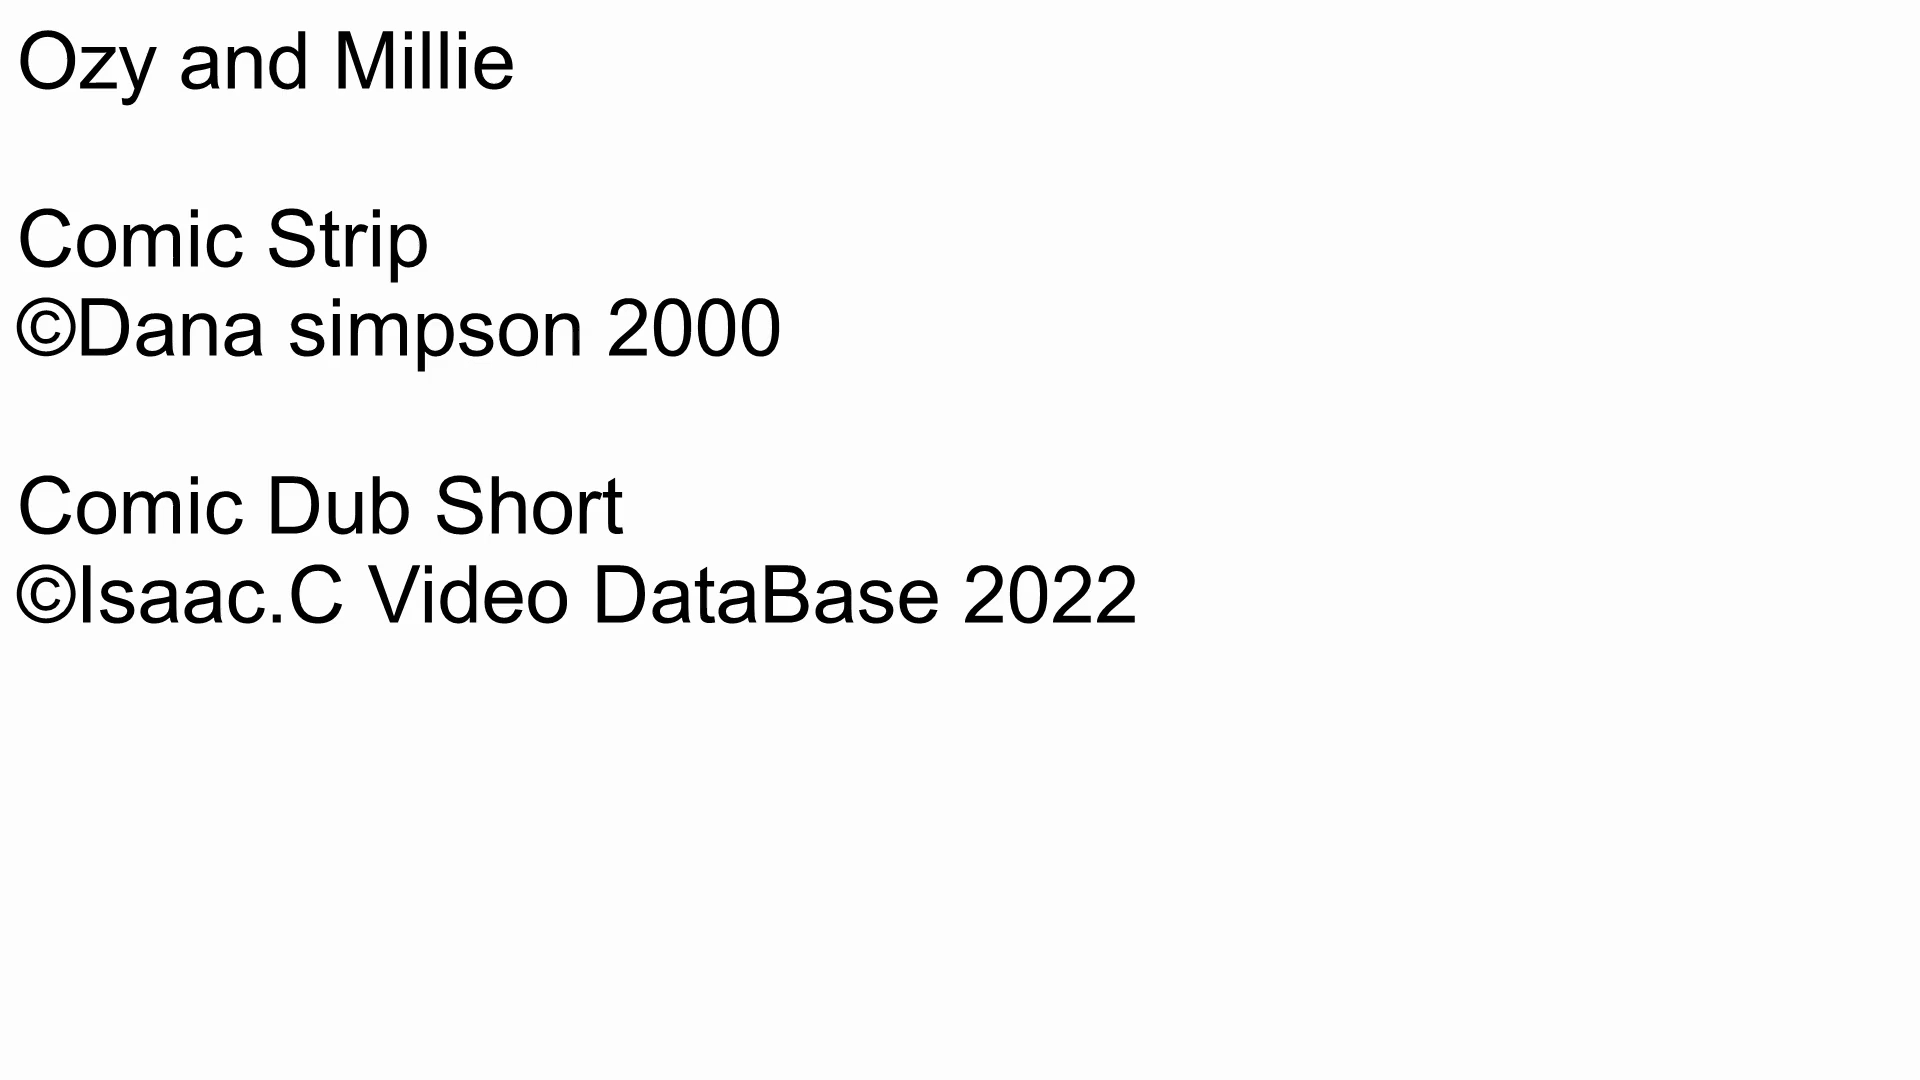 Ozy and Millie
Comic Strip
©Dana simpson 2000
Comic Dub Short
©Isaac.C Video DataBase 2022